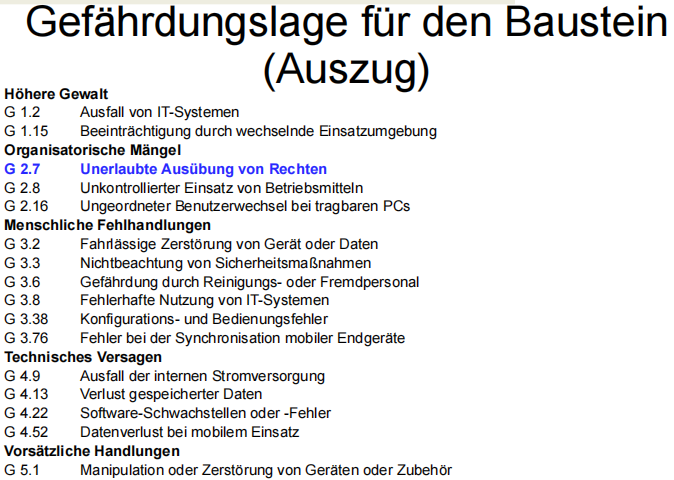 Gefährdungslage für den Baustein
(Auszug)
Höhere Gewalt
G 1.2 Ausfall von IT-Systemen
G 1.15 Beeinträchtigung durch wechselnde Einsatzumgebung
Organisatorische Mängel
G 2.7 Unerlaubte Ausübung von Rechten
G 2.8 Unkontrollierter Einsatz von Betriebsmitteln
G 2.16 Ungeordneter Benutzerwechsel bei tragbaren PCs
Menschliche Fehlhandlungen
G 3.2 Fahrlässige Zerstörung von Gerät oder Daten
G 3.3 Nichtbeachtung von Sicherheitsmaßnahmen
G 3.6 Gefährdung durch Reinigungs- oder Fremdpersonal
G 3.8 Fehlerhafte Nutzung von IT-Systemen
G 3.38 Konfigurations- und Bedienungsfehler
G 3.76 Fehler bei der Synchronisation mobiler Endgeräte
Technisches Versagen
G 4.9 Ausfall der internen Stromversorgung
G 4.13 Verlust gespeicherter Daten
G 4.22 Software-Schwachstellen oder -Fehler
G 4.52 Datenverlust bei mobilem Einsatz
Vorsätzliche Handlungen
G 5.1 Manipulation oder Zerstörung von Geräten oder Zubehör